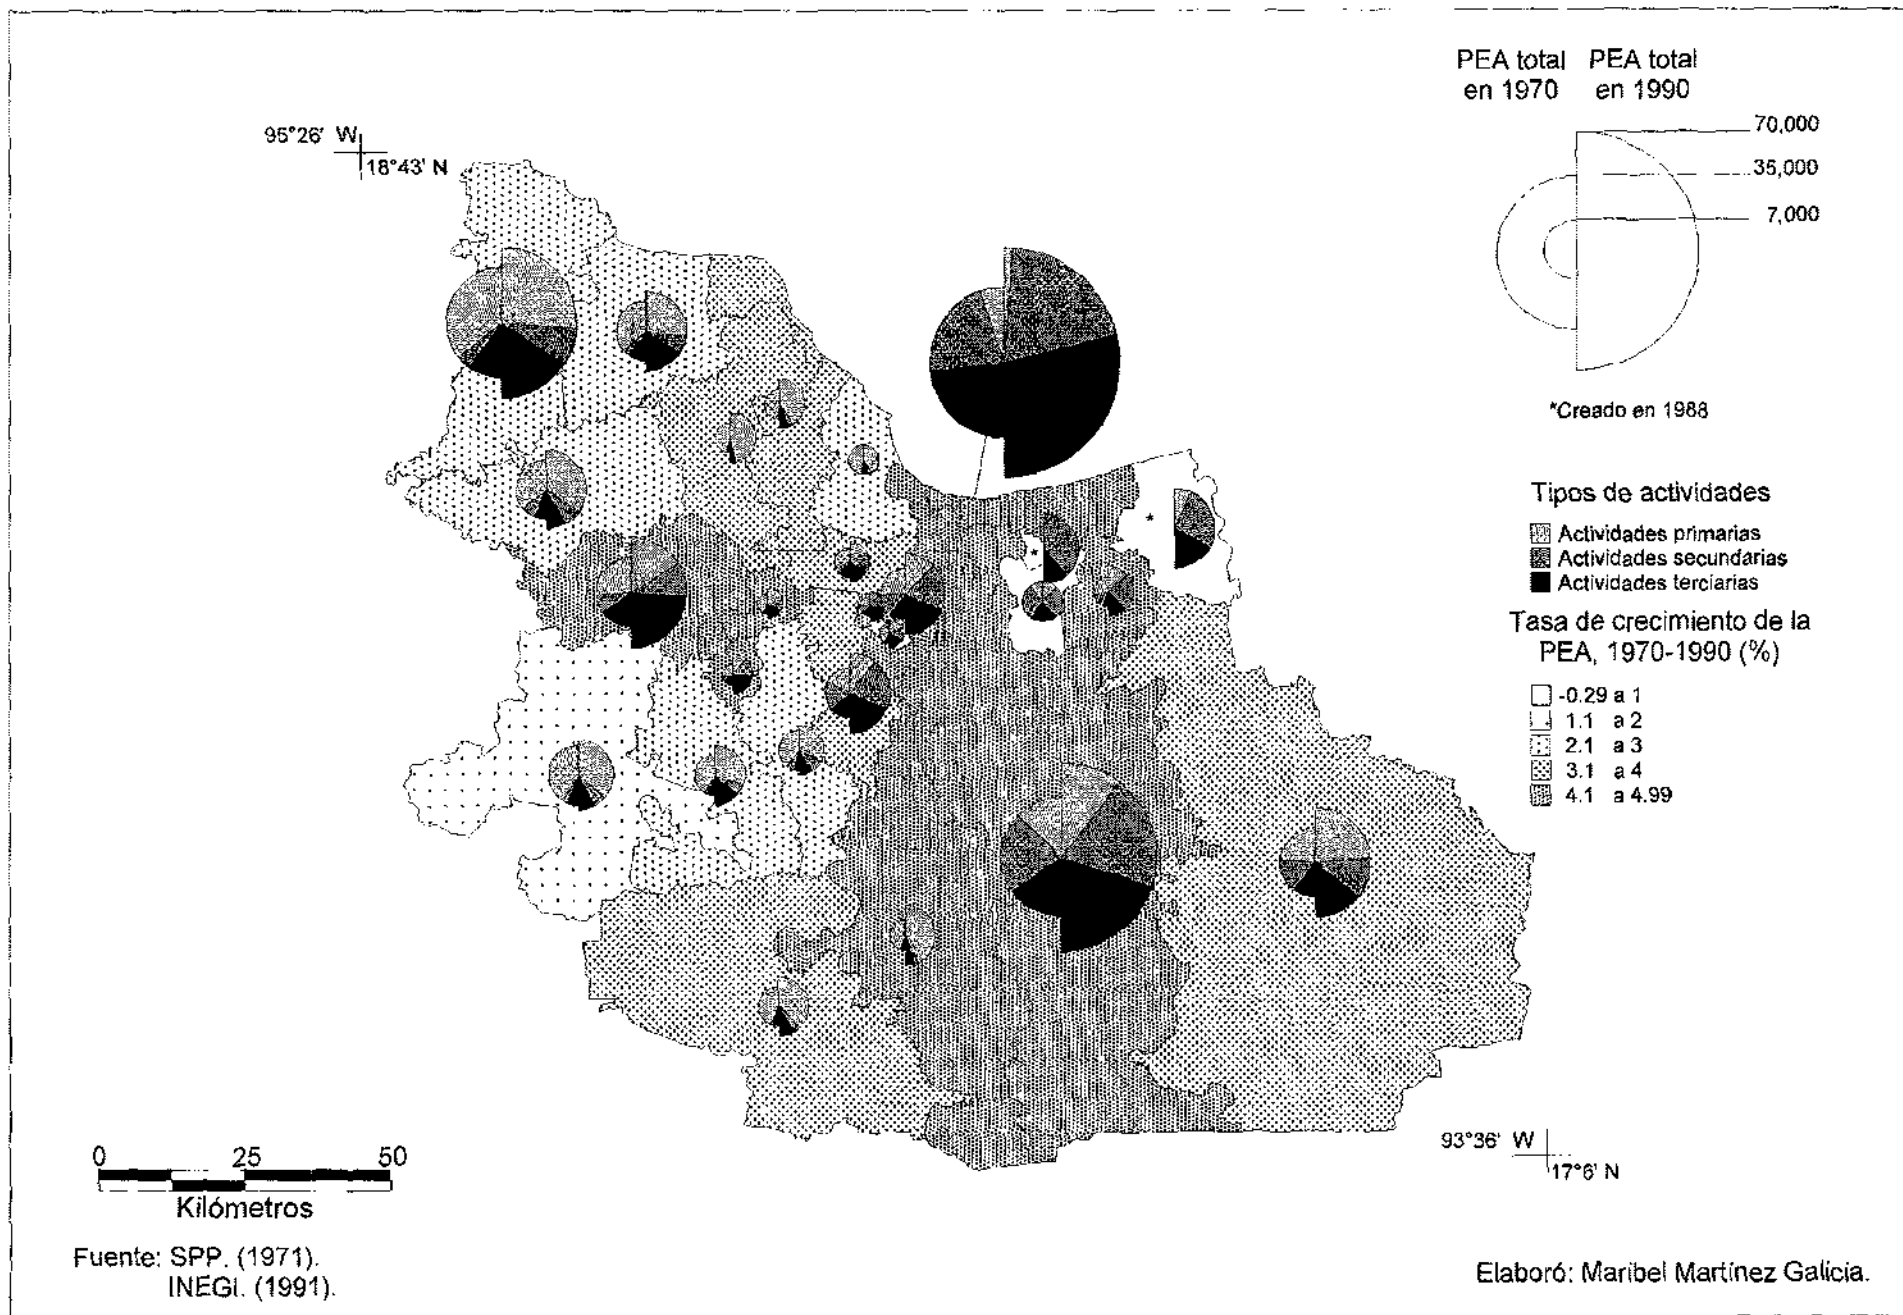 PEA total PEA total
en 1970 en 1990
70,000
35,000
7,000
*Creado en 1988
95°26' W
18°43' N
*
*
Tipos de actividades
Actividades primarias
Actividades secundarias
Actividades terciarias
Tasa de crecimiento de la
PEA, 1970-1990 (%)
-0.29 a 1
1.1 a 2
2.1 a 3
3.1 a 4
4.1 a 4.99
93°36' W
17°6' N
0 25 50
Kilómetros
Fuente: SPP. (1971).
INEGI. (1991).
Elaboró: Maribel Martínez Galicia.